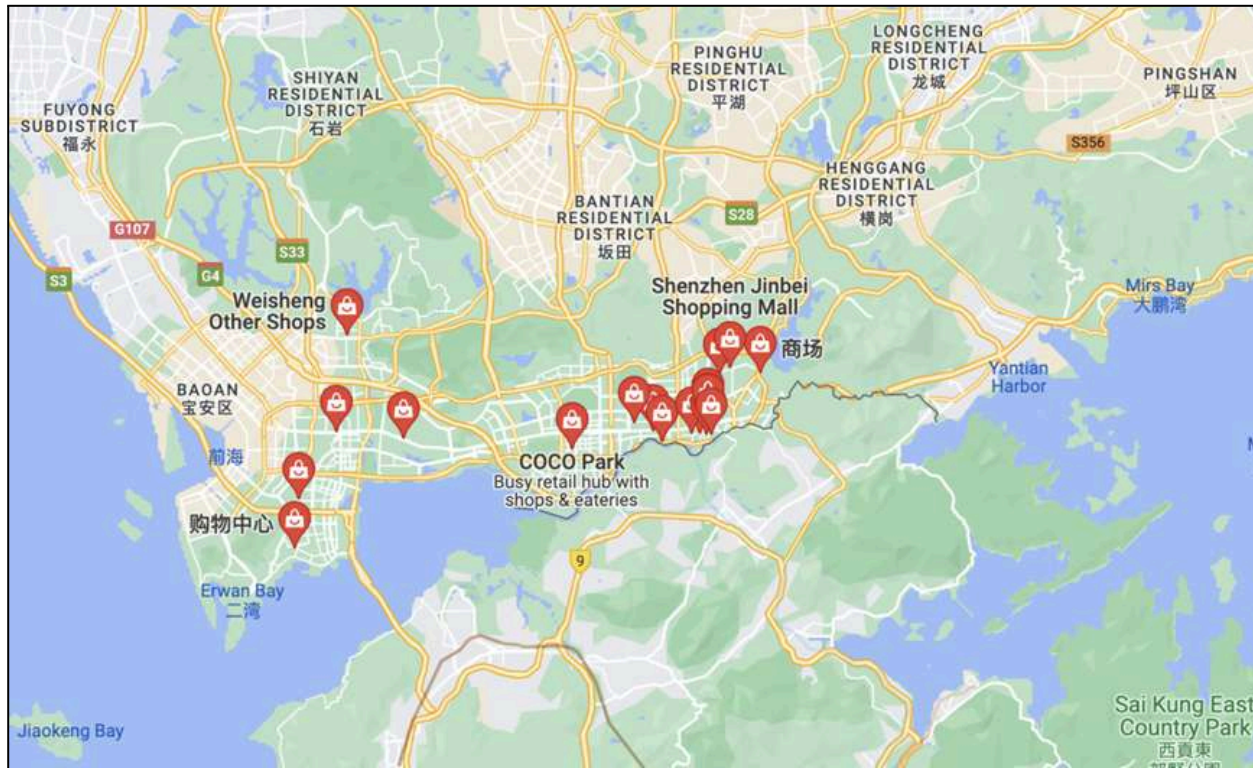 LONGCHENG
RESIDENTIAL
DISTRICT
龙城
PINGHU
RESIDENTIAL
DISTRICT
平湖
PINGSHAN
坪山区
SHIYAN
RESIDENTIAL
DISTRICT
石岩
FUYONG
SUBDISTRICT
福永
S356
HENGGANG
RESIDENTIAL
DISTRICT
横岗
BANTIAN
RESIDENTIAL
DISTRICT
坂田
S28
G107
S33
G4
S3
Weisheng
Other Shops
Shenzhen Jinbei
Shopping Mall
商场
Mirs Bay
大鹏湾
Yantian
Harbor
BAOAN
宝安区
前海
COCO Park
Busy retail hub with
shops & eateries
购物中心
9
Erwan Bay
二湾
Jiaokeng Bay
Sai Kung East
Country Park
西貢東